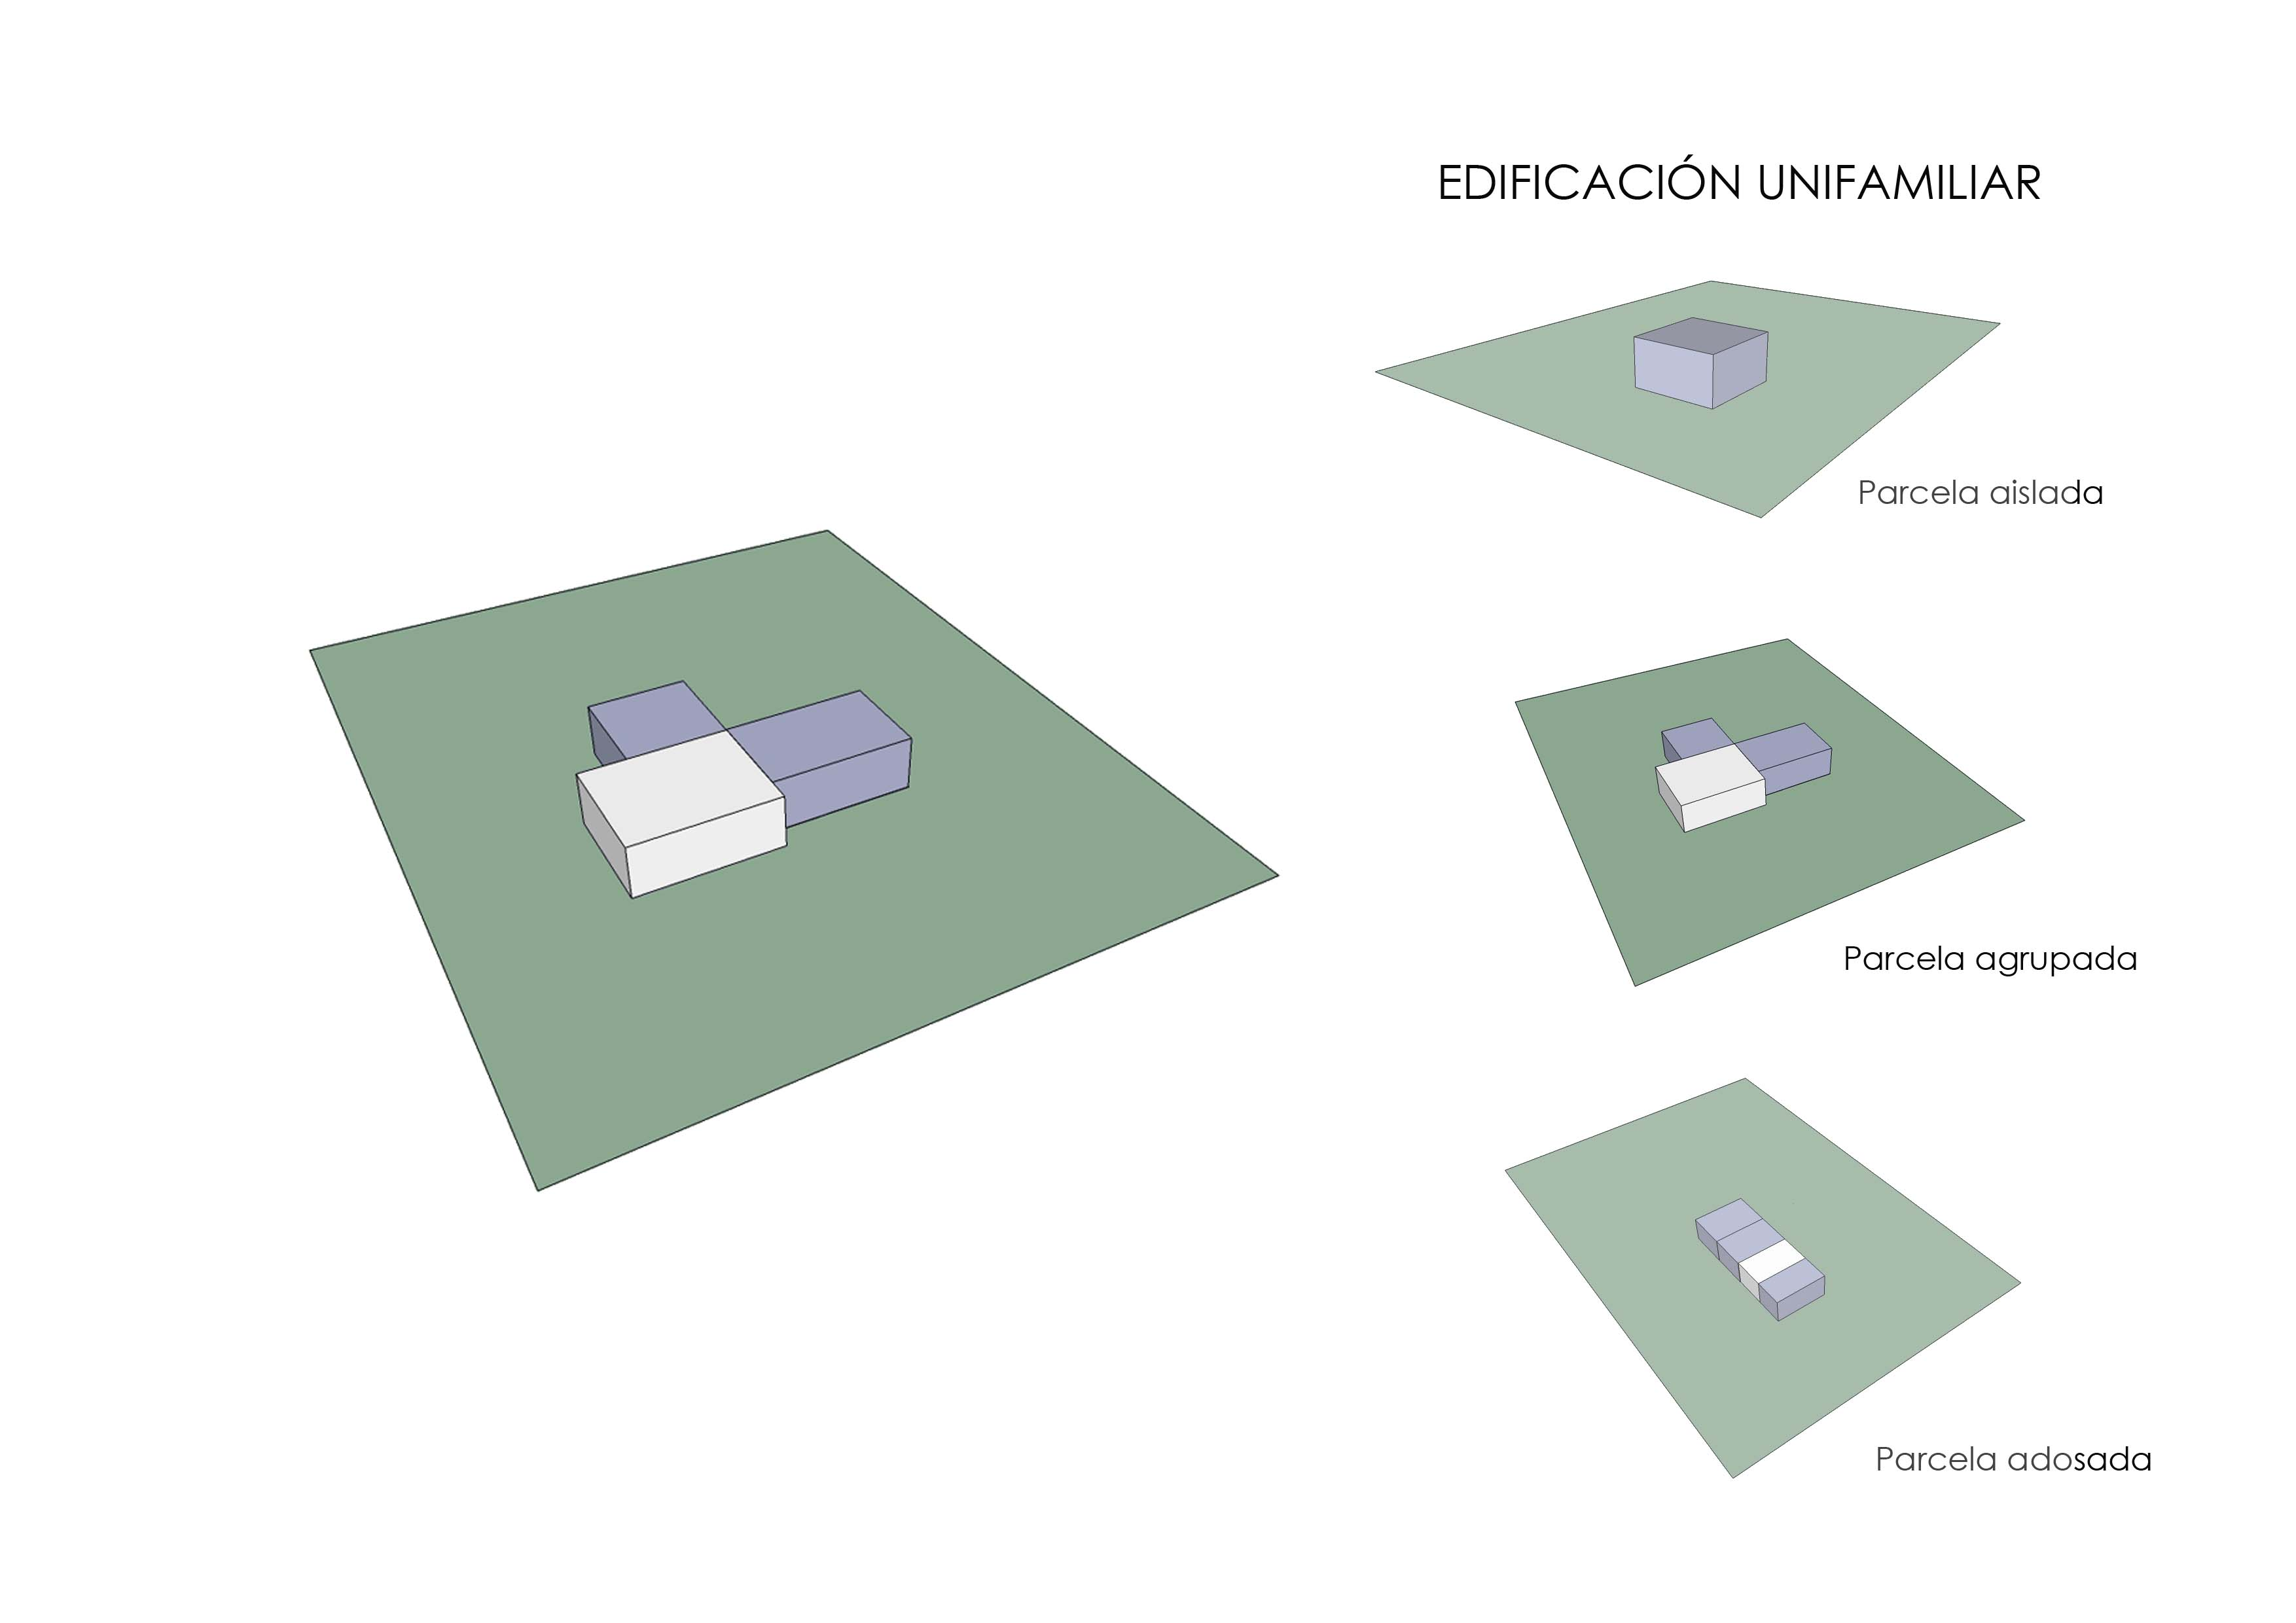 EDIFICACIÓN UNIFAMILIAR
Parcela aislada
Parcela agrupada
Parcela adosada